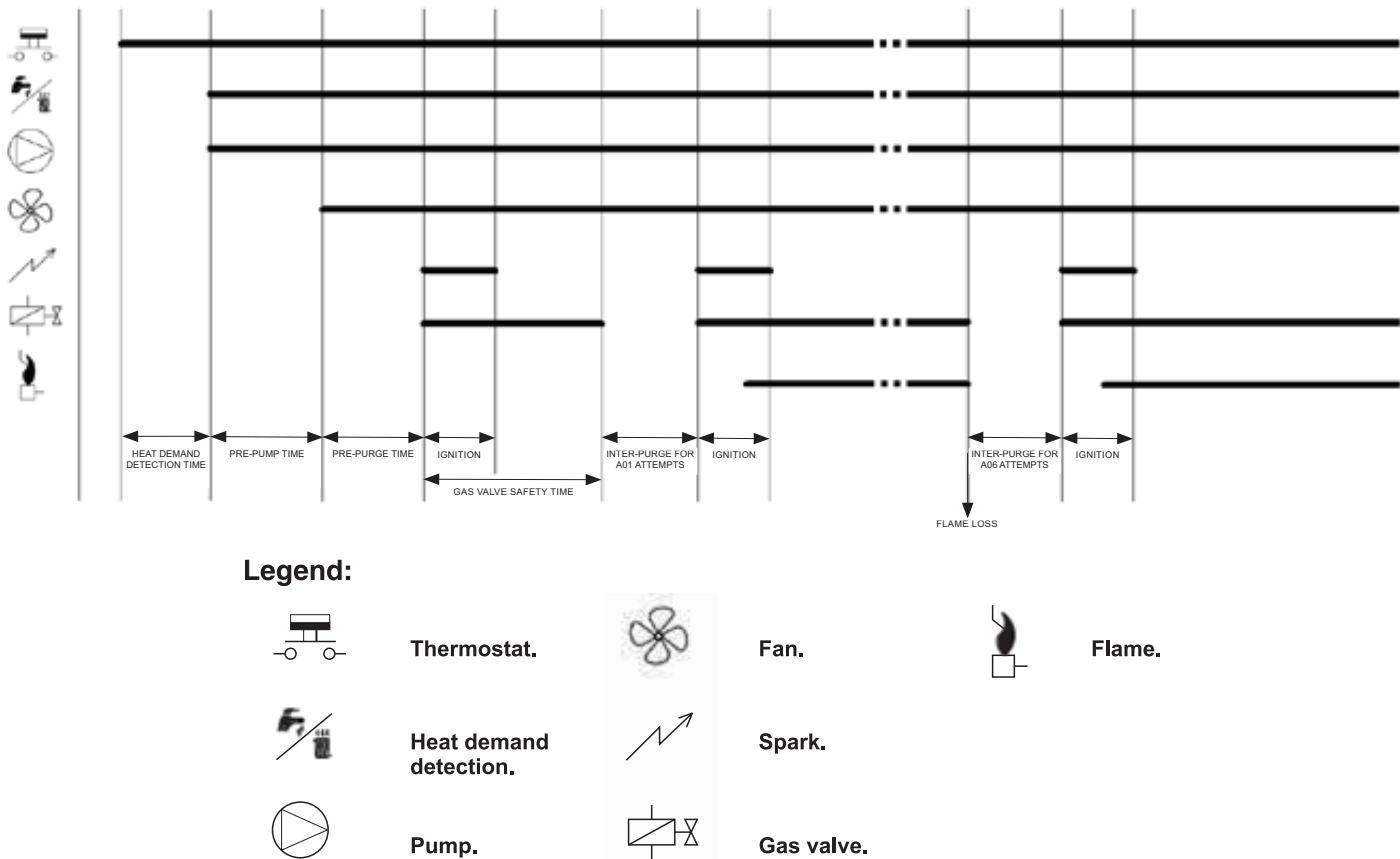 HEAT DEMAND
DETECTION TIME
PRE-PUMP TIME
PRE-PURGE TIME
IGNITION
INTER-PURGE FOR
A01 ATTEMPTS
IGNITION
INTER-PURGE FOR
A06 ATTEMPTS
IGNITION
GAS VALVE SAFETY TIME
FLAME LOSS
Legend:
Thermostat.
Fan.
Flame.
Heat demand
detection.
Spark.
Pump.
Gas valve.